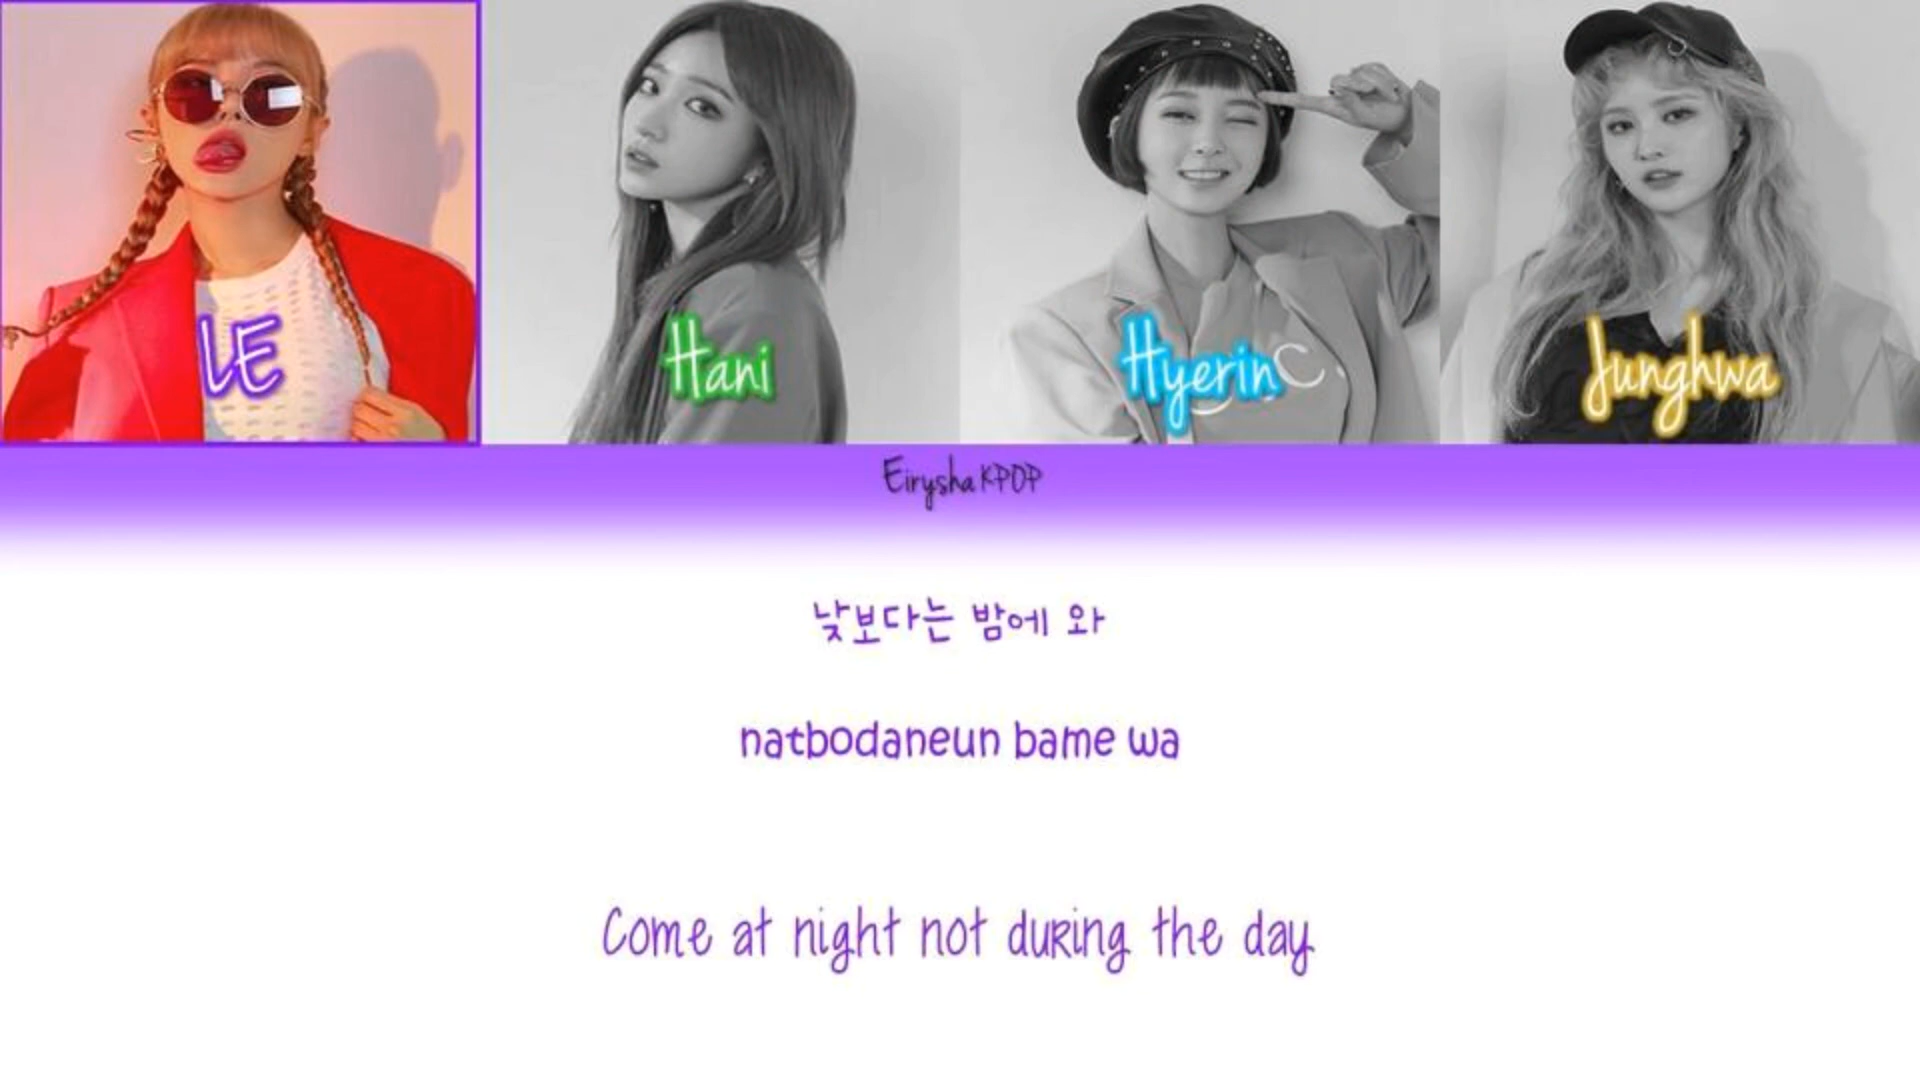 LE
Hani
Hyerin
Junghwa
Eirysha KPOP
낮보다는 밤에 와
natbodaneun bame wa
Come at night not during the day